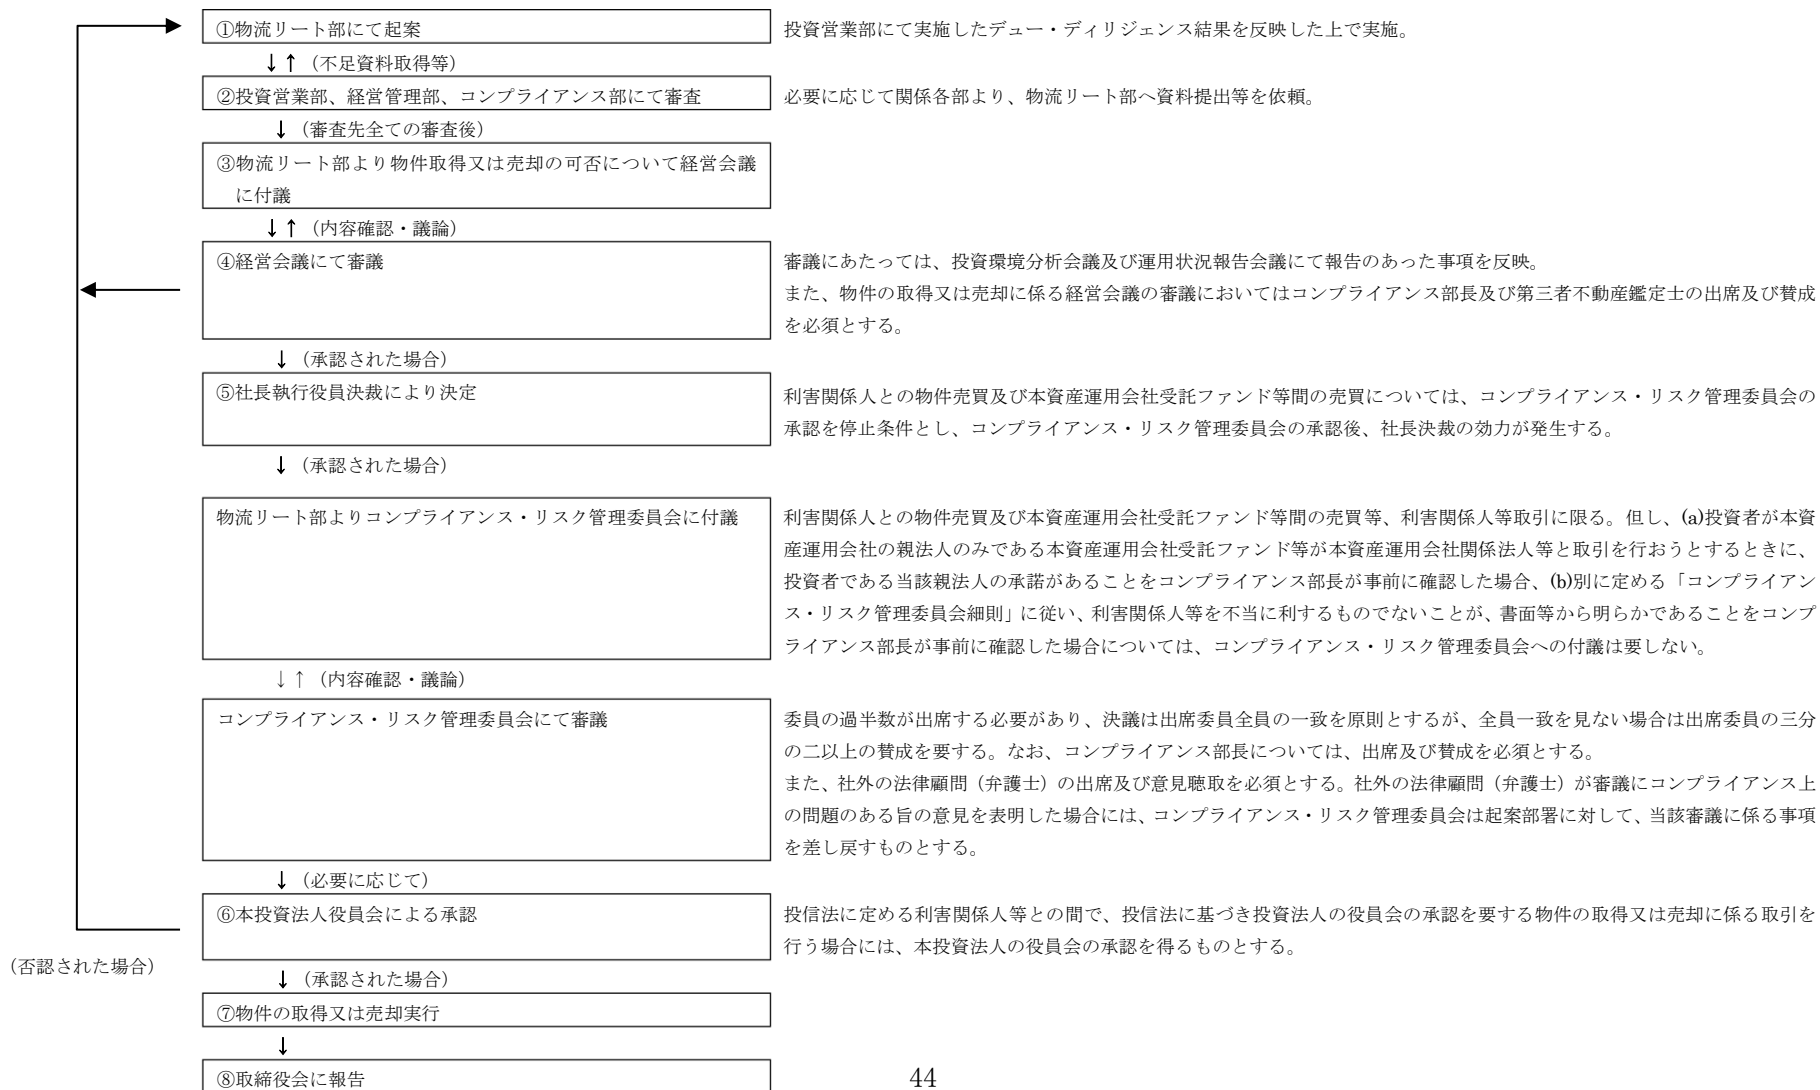 ①物流リート部にて起案
投資営業部にて実施したデュー・ディリジェンス結果を反映した上で実施。
↓↑（不足資料取得等）
②投資営業部、経営管理部、コンプライアンス部にて審査
必要に応じて関係各部より、物流リート部へ資料提出等を依頼。
↓（審査先全ての審査後）
③物流リート部より物件取得又は売却の可否について経営会議
に付議
↓↑（内容確認・議論）
④経営会議にて審議
審議にあたっては、投資環境分析会議及び運用状況報告会議にて報告のあった事項を反映。
また、物件の取得又は売却に係る経営会議の審議においてはコンプライアンス部長及び第三者不動産鑑定士の出席及び賛成
を必須とする。
↓（承認された場合）
⑤社長執行役員決裁により決定
利害関係人との物件売買及び本資産運用会社受託ファンド等間の売買については、コンプライアンス・リスク管理委員会の
承認を停止条件とし、コンプライアンス・リスク管理委員会の承認後、社長決裁の効力が発生する。
↓（承認された場合）
物流リート部よりコンプライアンス・リスク管理委員会に付議
利害関係人との物件売買及び本資産運用会社受託ファンド等間の売買等、利害関係人等取引に限る。但し、(a)投資者が本資
産運用会社の親法人のみである本資産運用会社受託ファンド等が本資産運用会社関係法人等と取引を行おうとするときに、
投資者である当該親法人の承諾があることをコンプライアンス部長が事前に確認した場合、(b)別に定める「コンプライアン
ス・リスク管理委員会細則」に従い、利害関係人等を不当に利するものでないことが、書面等から明らかであることをコンプ
ライアンス部長が事前に確認した場合については、コンプライアンス・リスク管理委員会への付議は要しない。
↓↑（内容確認・議論）
コンプライアンス・リスク管理委員会にて審議
委員の過半数が出席する必要があり、決議は出席委員全員の一致を原則とするが、全員一致を見ない場合は出席委員の三分
の二以上の賛成を要する。なお、コンプライアンス部長については、出席及び賛成を必須とする。
また、社外の法律顧問（弁護士）の出席及び意見聴取を必須とする。社外の法律顧問（弁護士）が審議にコンプライアンス上
の問題のある旨の意見を表明した場合には、コンプライアンス・リスク管理委員会は起案部署に対して、当該審議に係る事項
を差し戻すものとする。
↓（必要に応じて）
⑥本投資法人役員会による承認
投信法に定める利害関係人等との間で、投信法に基づき投資法人の役員会の承認を要する物件の取得又は売却に係る取引を
行う場合には、本投資法人の役員会の承認を得るものとする。
（否認された場合）
↓（承認された場合）
⑦物件の取得又は売却実行
↓
⑧取締役会に報告
44